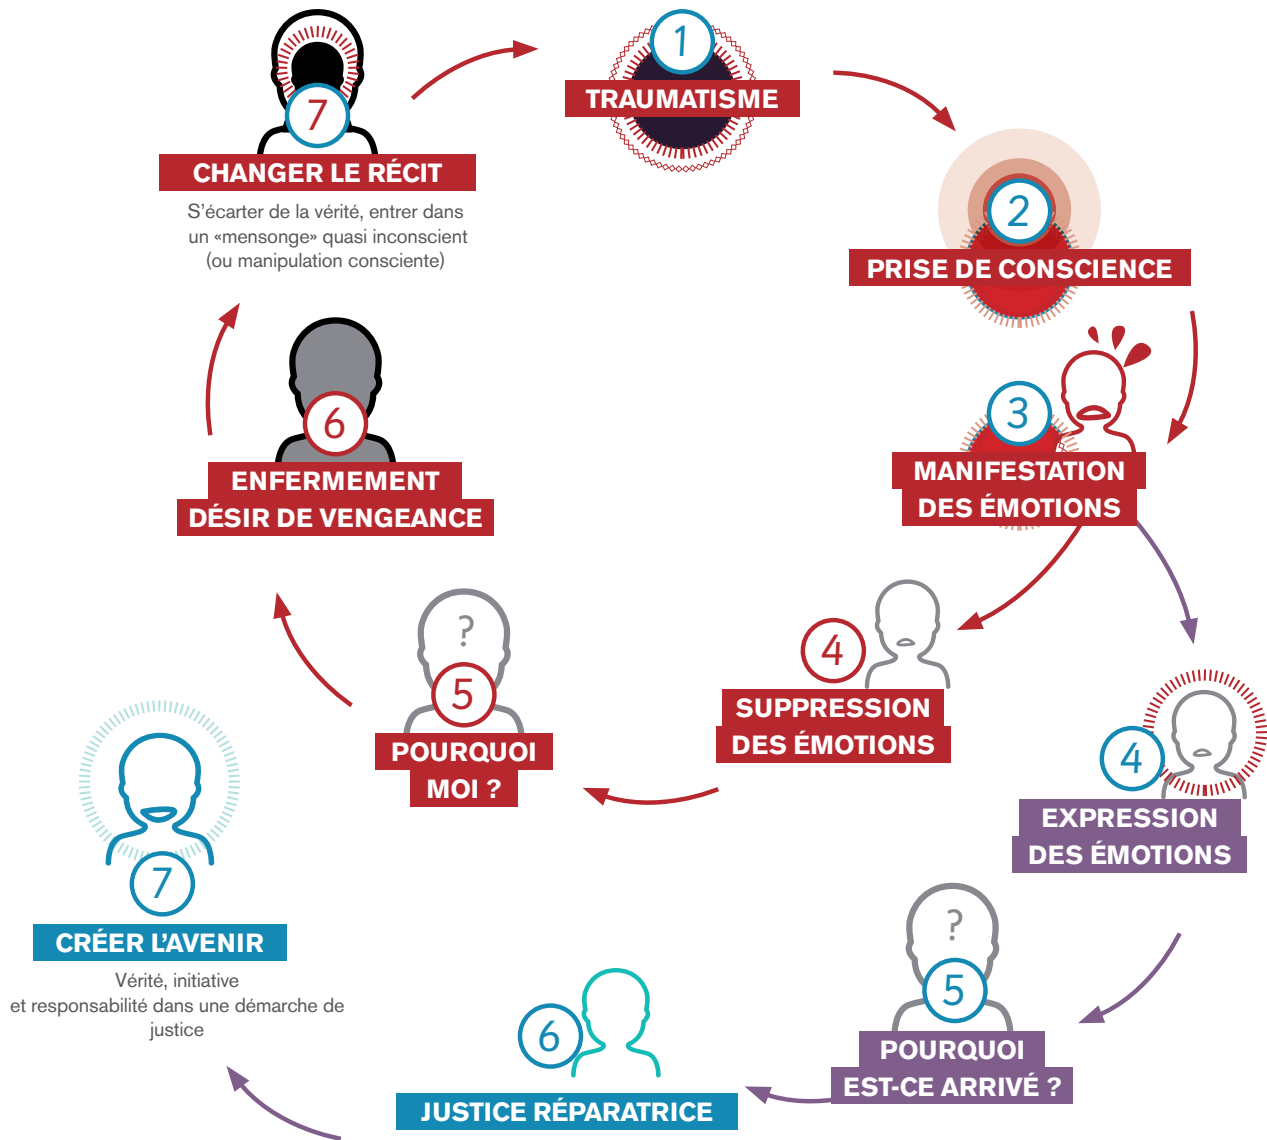 1
TRAUMATISME
2
PRISE DE CONSCIENCE
3
MANIFESTATION
DES ÉMOTIONS
4
SUPPRESSION
DES ÉMOTIONS
?
5
POURQUOI
MOI ?
6
ENFERMEMENT
DÉSIR DE VENGEANCE
7
CHANGER LE RÉCIT
S'écarter de la vérité, entrer dans
un «mensonge» quasi inconscient
(ou manipulation consciente)
4
EXPRESSION
DES ÉMOTIONS
?
5
POURQUOI
EST-CE ARRIVÉ ?
6
JUSTICE RÉPARATRICE
7
CRÉER L'AVENIR
Vérité, initiative
et responsabilité dans une démarche de
justice